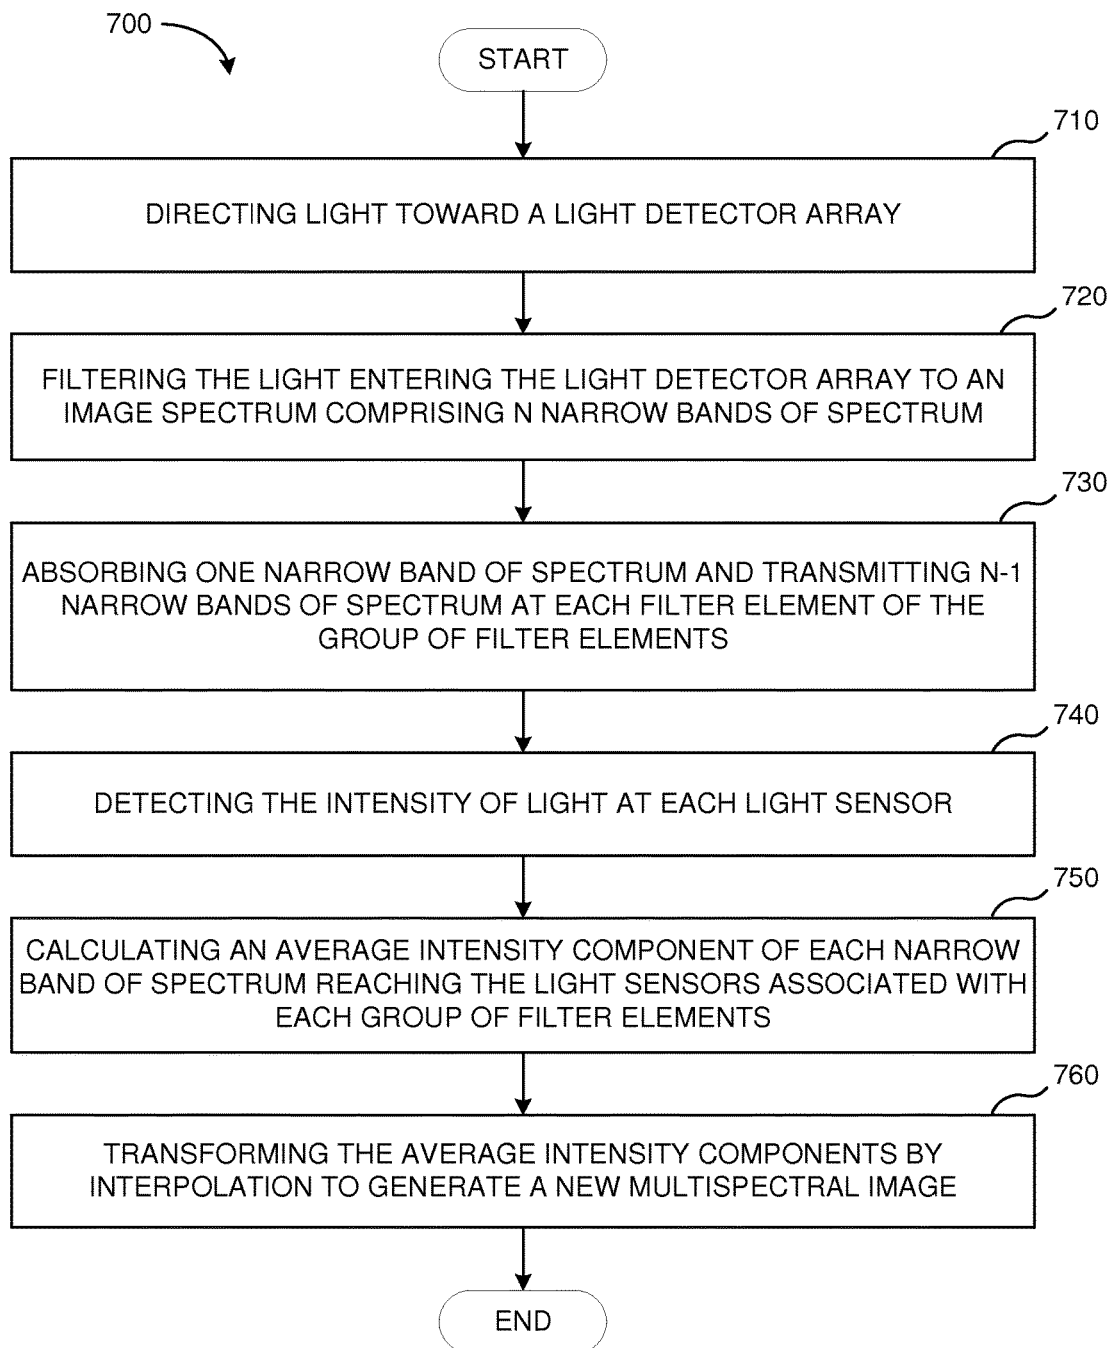 700
START
710
DIRECTING LIGHT TOWARD A LIGHT DETECTOR ARRAY
720
FILTERING THE LIGHT ENTERING THE LIGHT DETECTOR ARRAY TO AN
IMAGE SPECTRUM COMPRISING N NARROW BANDS OF SPECTRUM
730
ABSORBING ONE NARROW BAND OF SPECTRUM AND TRANSMITTING N-1
NARROW BANDS OF SPECTRUM AT EACH FILTER ELEMENT OF THE
GROUP OF FILTER ELEMENTS
740
DETECTING THE INTENSITY OF LIGHT AT EACH LIGHT SENSOR
750
CALCULATING AN AVERAGE INTENSITY COMPONENT OF EACH NARROW
BAND OF SPECTRUM REACHING THE LIGHT SENSORS ASSOCIATED WITH
EACH GROUP OF FILTER ELEMENTS
760
TRANSFORMING THE AVERAGE INTENSITY COMPONENTS BY
INTERPOLATION TO GENERATE A NEW MULTISPECTRAL IMAGE
END